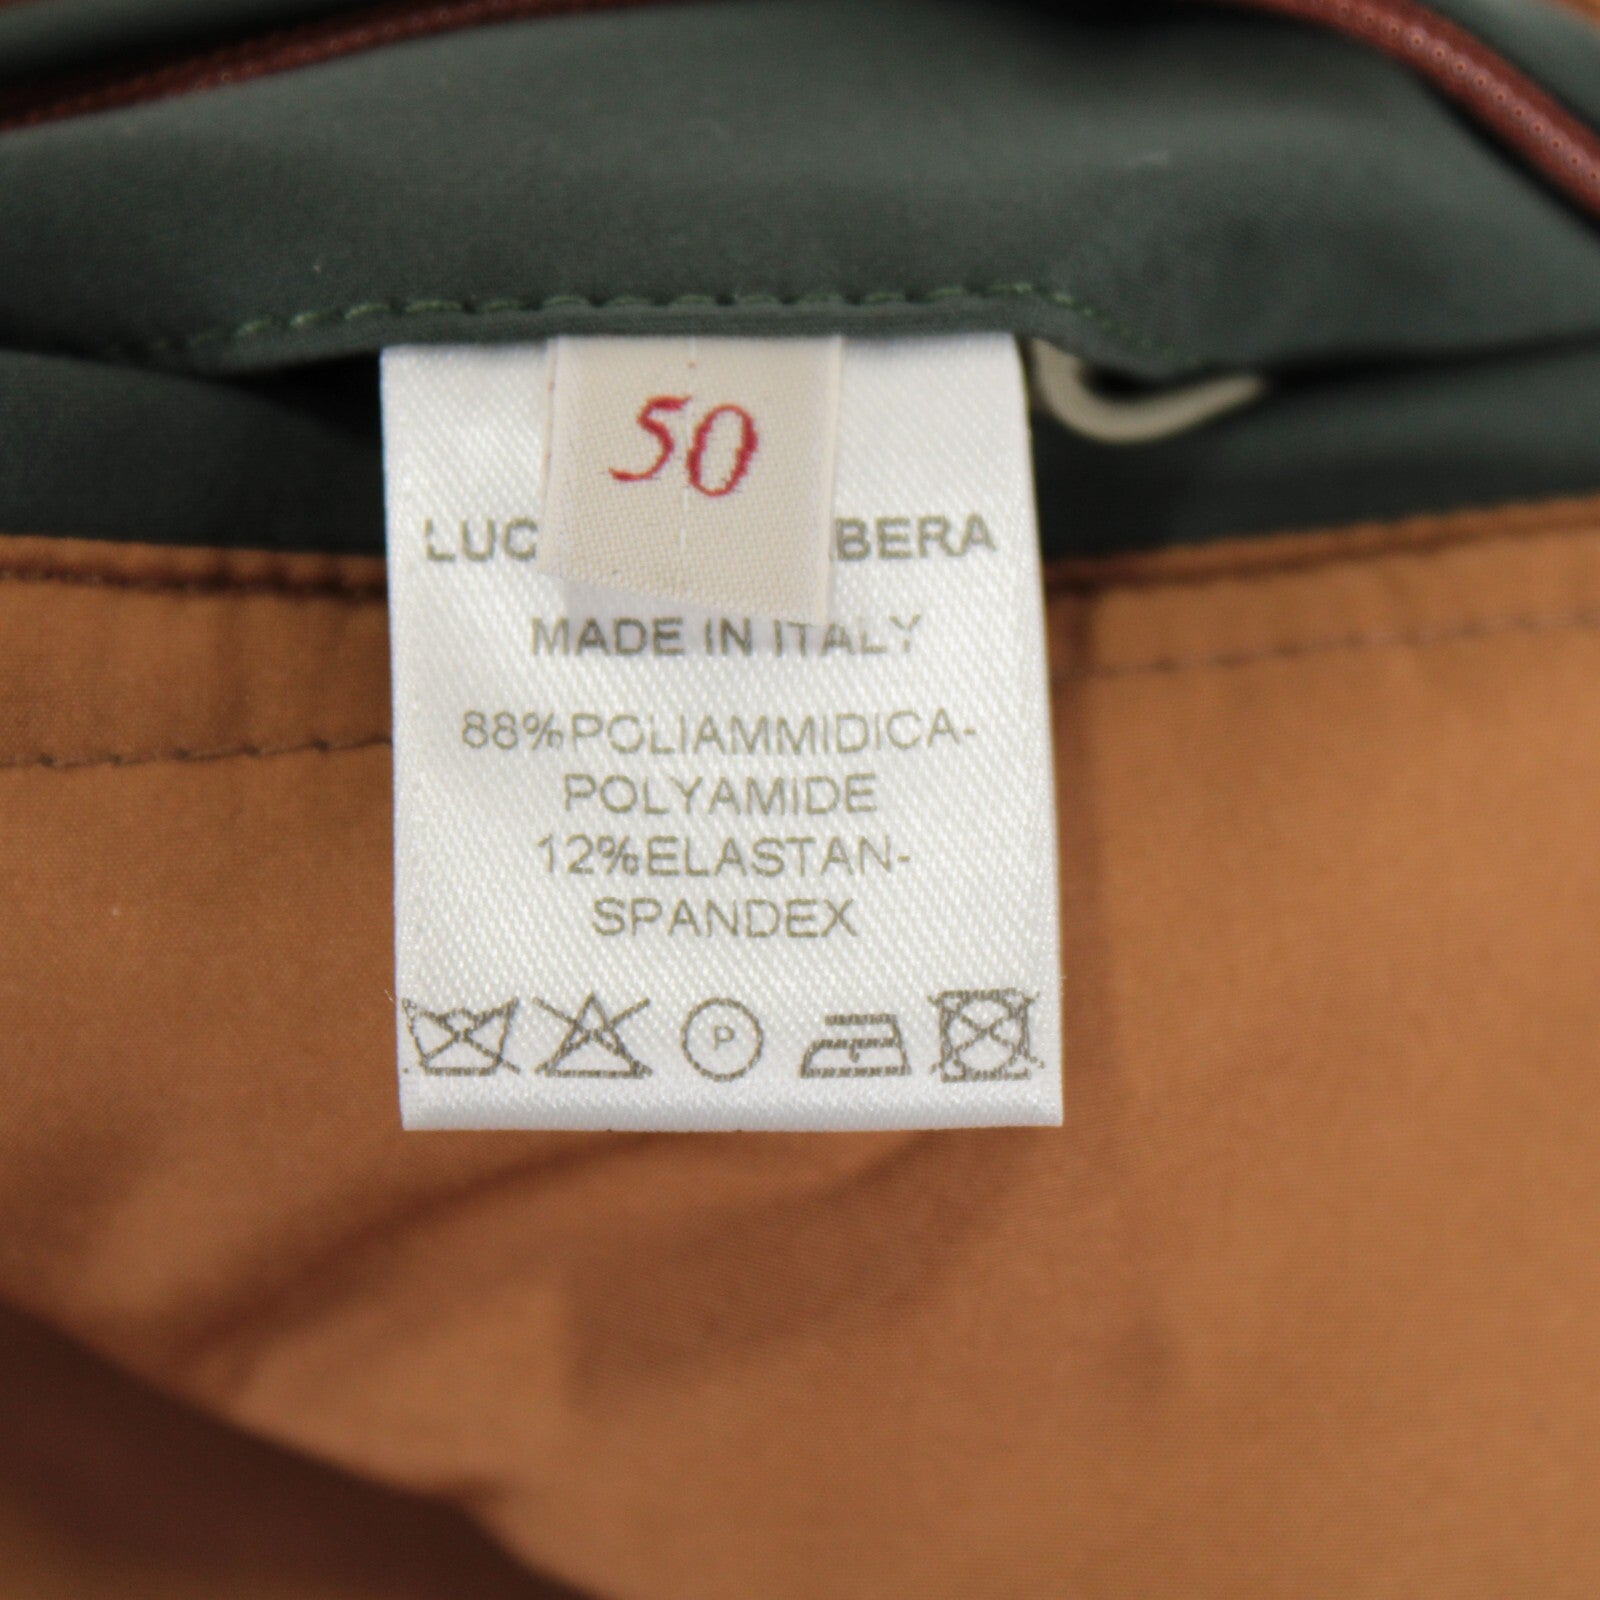 50
MADE IN ITALY
88%POLIAMMIDICA-
POLYAMIDE
12%ELASTAN-
SPANDEX
P